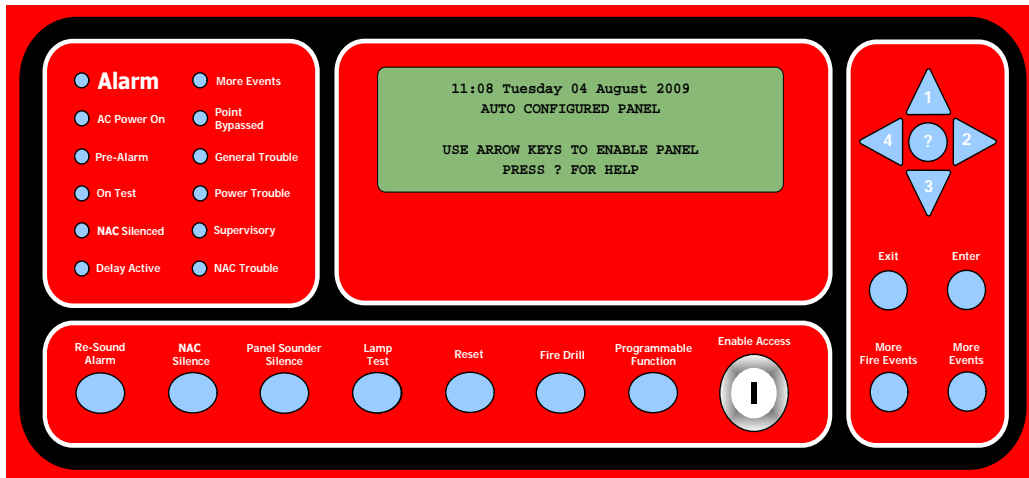 Alarm
AC Power On
Pre-Alarm
On Test
NAC Silenced
Delay Active
More Events
Point
Bypassed
General Trouble
Power Trouble
Supervisory
NAC Trouble
11:08 Tuesday 04 August 2009
AUTO CONFIGURED PANEL
USE ARROW KEYS TO ENABLE PANEL
PRESS ? FOR HELP
1
4
?
2
3
Exit
Enter
More
Fire Events
More
Events
Re-Sound
Alarm
NAC
Silence
Panel Sounder
Silence
Lamp
Test
Reset
Fire Drill
Programmable
Function
Enable Access